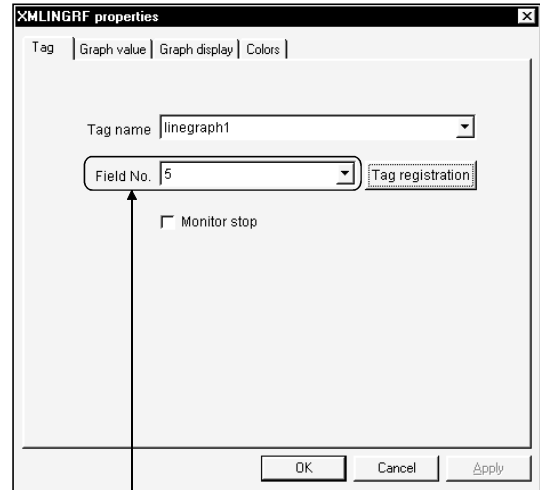 XMLINGRF properties
Tag Graph value Graph display Colors
Tag name linegraph1
Field No. 5 Tag registration
Monitor stop
OK Cancel Apply